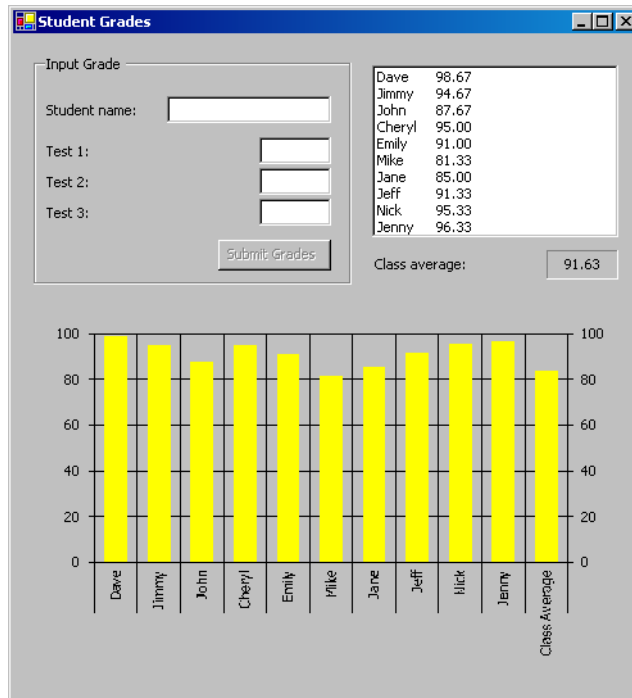 Student Grades
Input Grade
Student name:
Test 1:
Test 2:
Test 3:
Submit Grades
Dave 98.67
Jimmy 94.67
John 87.67
Cheryl 95.00
Emily 91.00
Mike 81.33
Jane 85.00
Jeff 91.33
Nick 95.33
Jenny 96.33
Class average: 91.63
100 100
80 80
60 60
40 40
20 20
0 0
Dave
Jimmy
John
Cheryl
Emily
Mike
Jane
Jeff
Nick
Jenny
Class Average